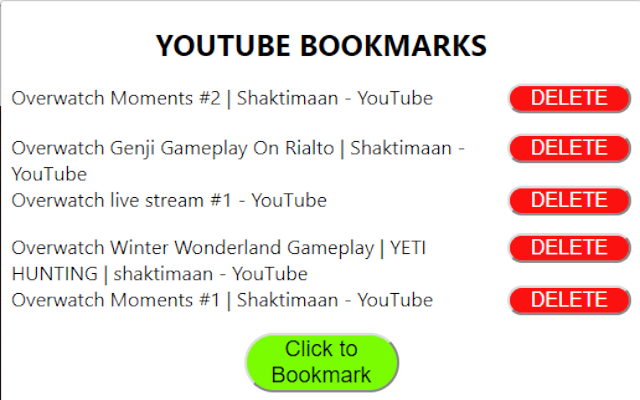 YOUTUBE BOOKMARKS
Overwatch Moments #2 | Shaktimaan - YouTube DELETE
Overwatch Genji Gameplay On Rialto | Shaktimaan - DELETE
YouTube
Overwatch live stream #1 - YouTube DELETE
Overwatch Winter Wonderland Gameplay | YETI DELETE
HUNTING | shaktimaan - YouTube
Overwatch Moments #1 | Shaktimaan - YouTube DELETE
Click to
Bookmark